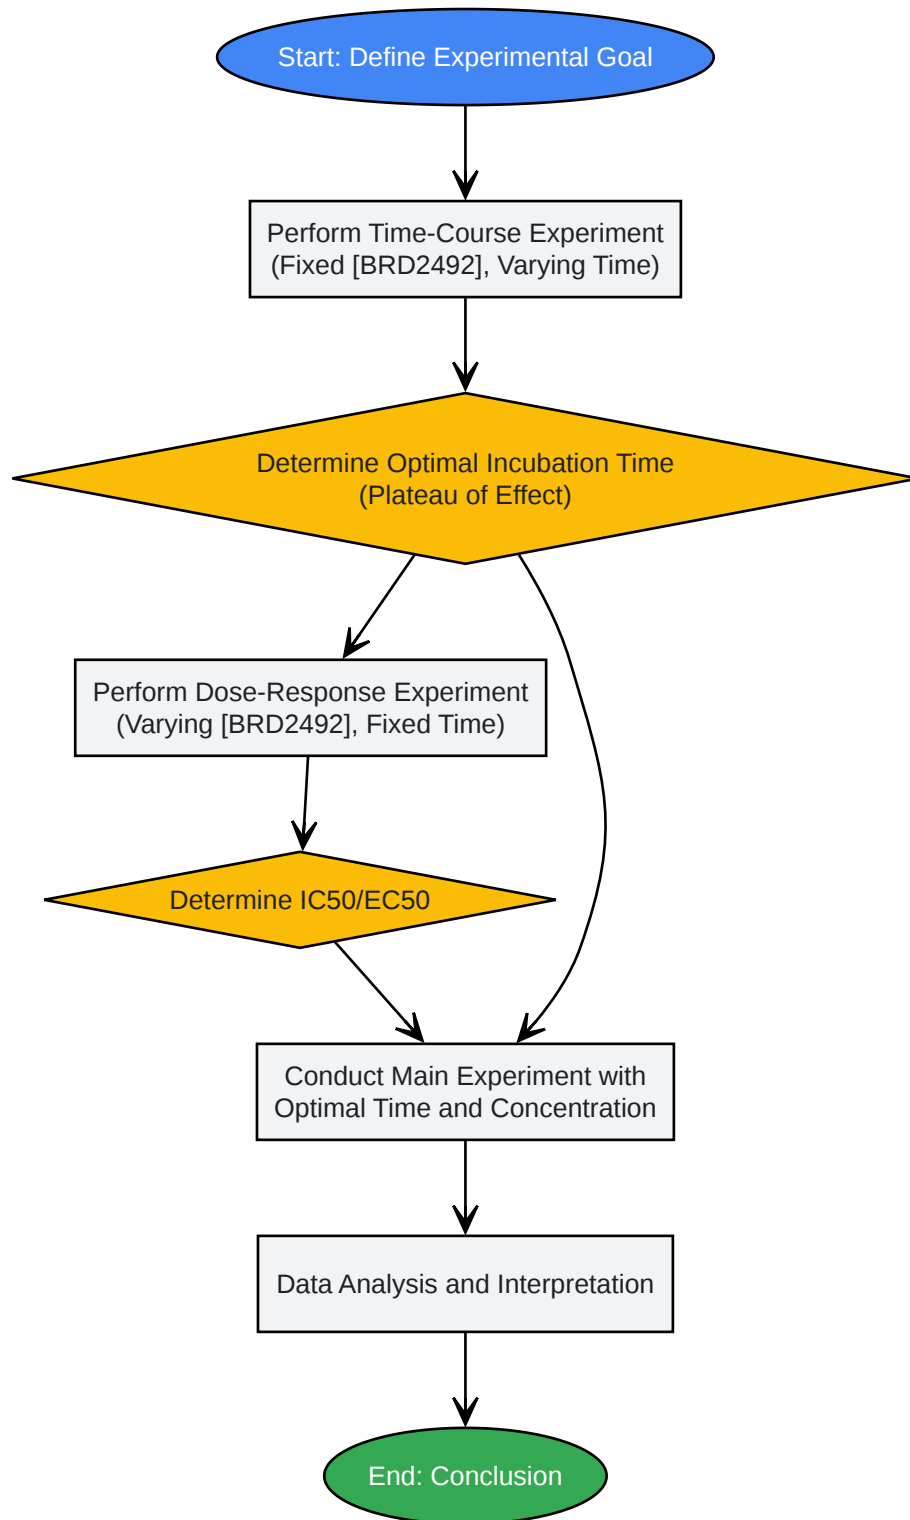 Start: Define Experimental Goal
Perform Time-Course Experiment
(Fixed [BRD2492], Varying Time)
Determine Optimal Incubation Time
(Plateau of Effect)
Perform Dose-Response Experiment
(Varying [BRD2492], Fixed Time)
Determine IC50/EC50
Conduct Main Experiment with
Optimal Time and Concentration
Data Analysis and Interpretation
End: Conclusion